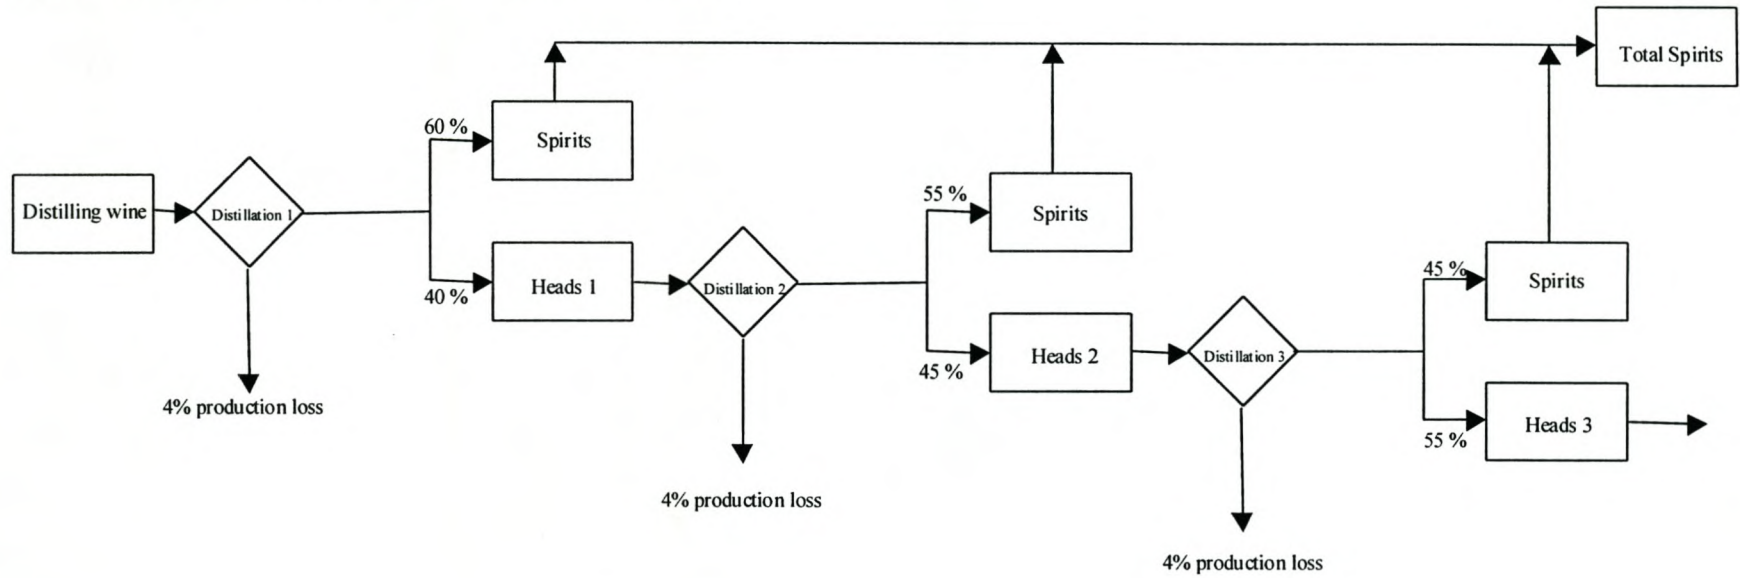 Total Spirits
60 %
Spirits
Distilling wine
Distillation 1
40 %
Heads 1
4% production loss
55 %
Spirits
Distillation 2
45 %
Heads 2
4% production loss
45 %
Spirits
Distillation 3
55 %
Heads 3
4% production loss